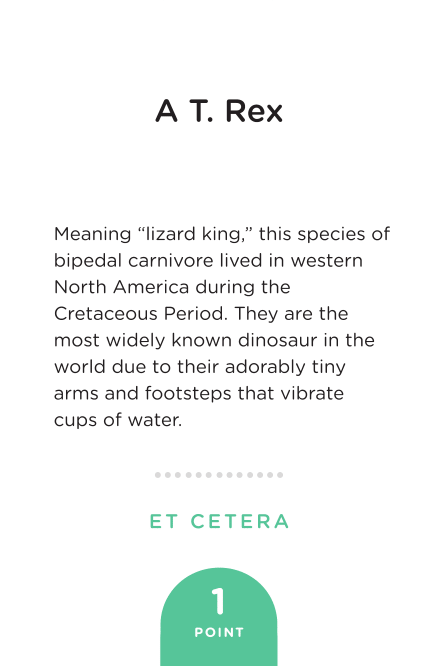 A T. Rex
Meaning “lizard king,” this species of
bipedal carnivore lived in western
North America during the
Cretaceous Period. They are the
most widely known dinosaur in the
world due to their adorably tiny
arms and footsteps that vibrate
cups of water.
ET CETERA
1
POINT